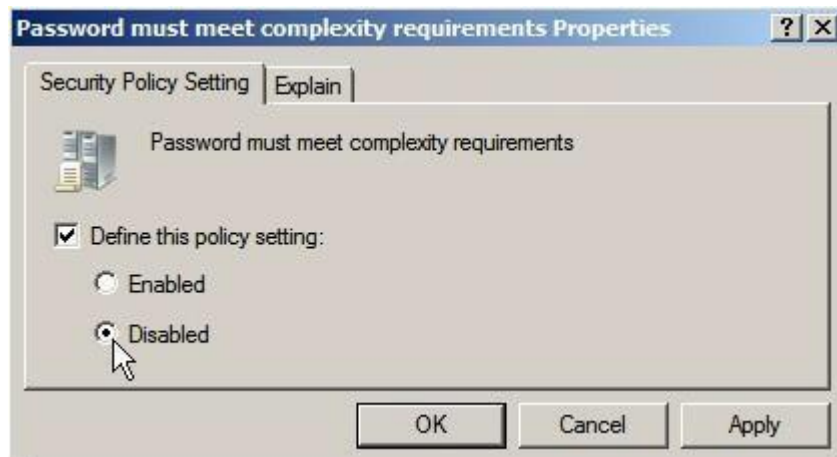 Password must meet complexity requirements Properties
Security Policy Setting
Explain
Password must meet complexity requirements
Define this policy setting:
Enabled
Disabled
OK
Cancel
Apply